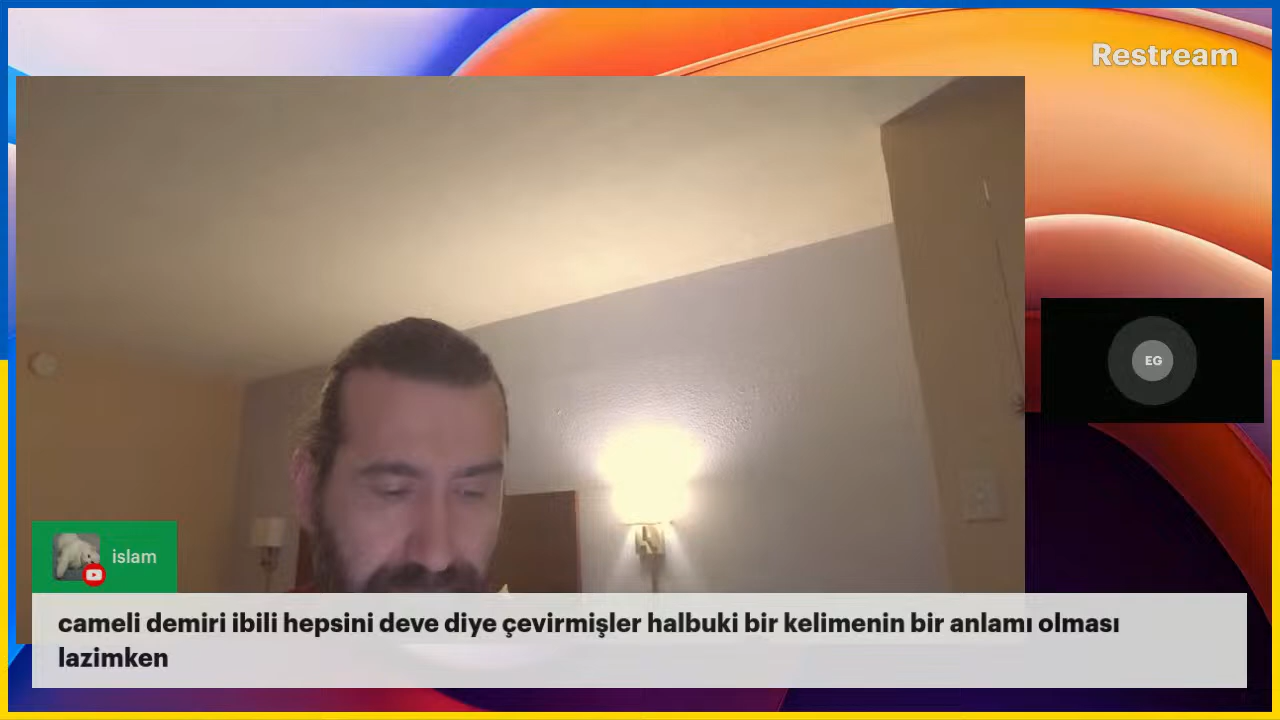 Restream
EG
islam
cameli demiri ibili hepsini deve diye çevirmişler halbuki bir kelimenin bir anlamı olması
lazimken